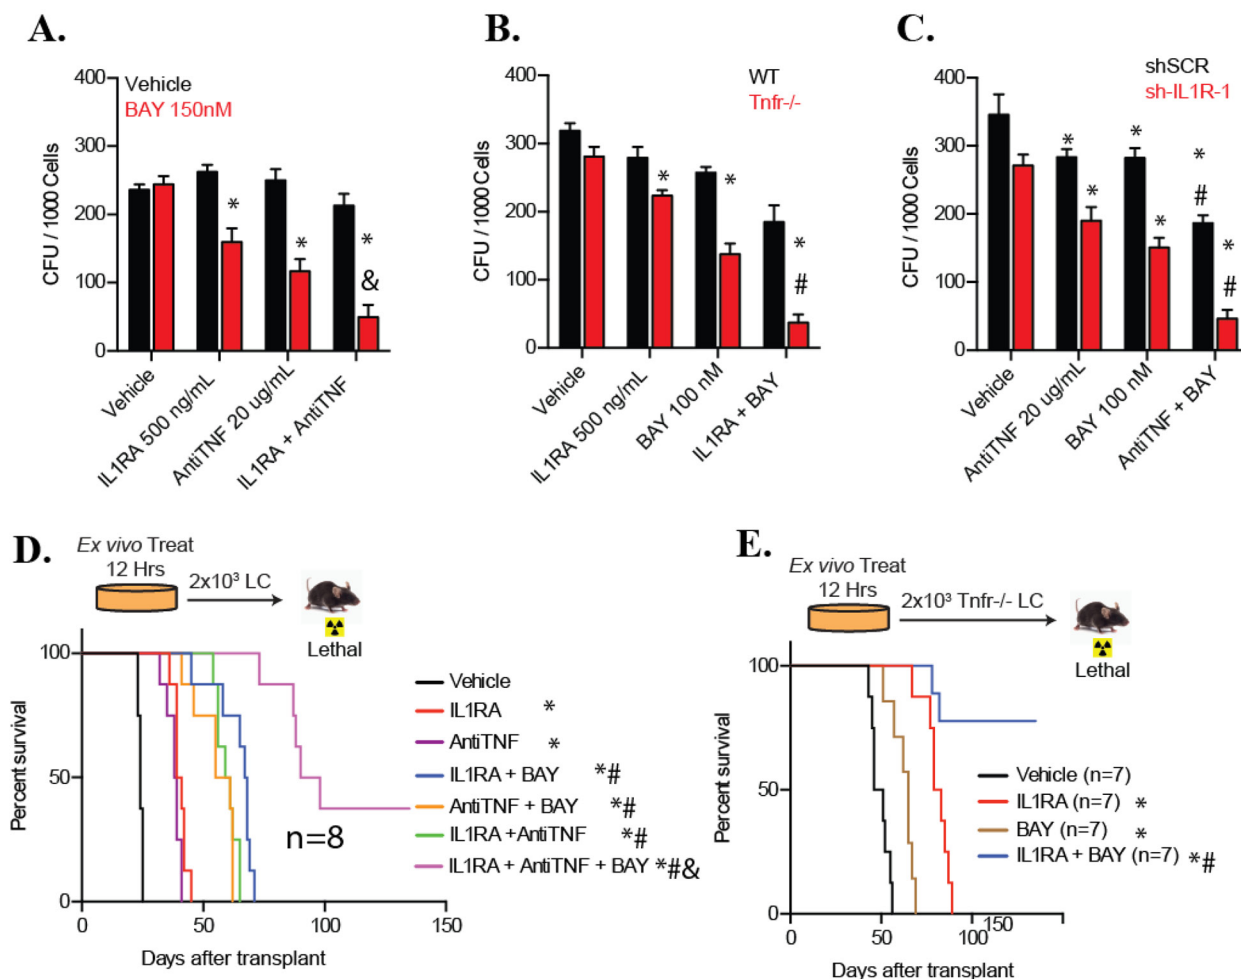 A.
400
300
200
100
0
CFU / 1000 Cells
Vehicle
BAY 150nM
*
*
*
&
Vehicle
IL1RA 500 ng/mL
AntiTNF 20 ug/mL
IL1RA + AntiTNF
B.
400
300
200
100
0
CFU / 1000 Cells
WT
Tnfr-/-
*
*
*
#
Vehicle
IL1RA 500 ng/mL
BAY 100 nM
IL1RA + BAY
C.
400
300
200
100
0
CFU / 1000 Cells
shSCR
sh-IL1R-1
*
*
*
*
*
#
*
#
Vehicle
AntiTNF 20 ug/mL
BAY 100 nM
AntiTNF + BAY
D.
Ex vivo Treat
12 Hrs
2x10³ LC
Lethal
100
50
0
Percent survival
n=8
Vehicle
IL1RA *
AntiTNF *
IL1RA + BAY *#
AntiTNF + BAY *#
IL1RA +AntiTNF *#
IL1RA + AntiTNF + BAY *#&
0 50 100 150
Days after transplant
E.
Ex vivo Treat
12 Hrs
2x10³ Tnfr-/- LC
Lethal
100
50
0
Percent survival
Vehicle (n=7)
IL1RA (n=7) *
BAY (n=7) *
IL1RA + BAY (n=7) *#
0 50 100 150
Days after transplant